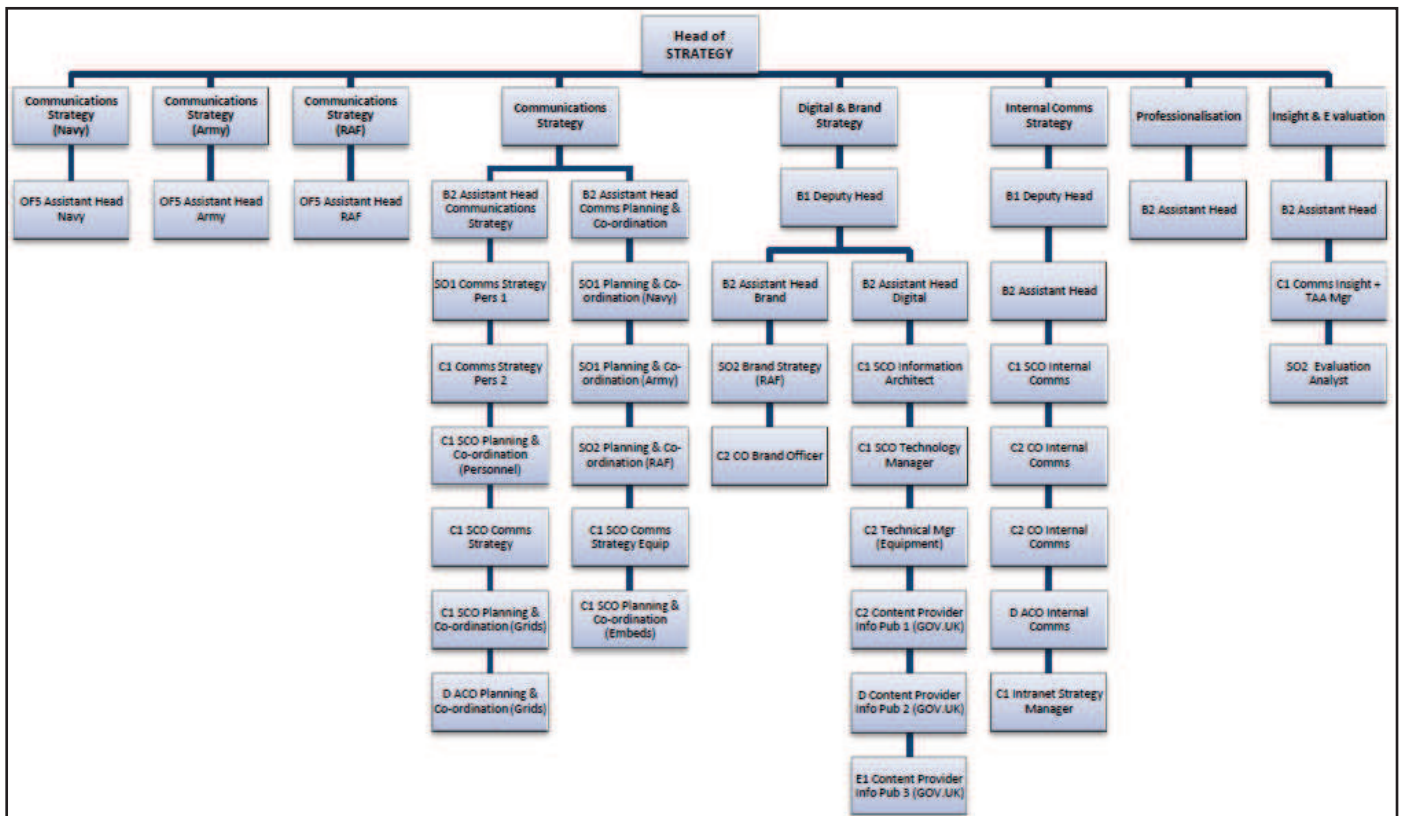 Head of
STRATEGY
Communications
Strategy
(Navy)
Communications
Strategy
(Army)
Communications
Strategy
(RAF)
Communications
Strategy
Digital & Brand
Strategy
Internal Comms
Strategy
Professionalisation
Insight & Evaluation
OF5 Assistant Head
Navy
OF5 Assistant Head
Army
OF5 Assistant Head
RAF
B2 Assistant Head
Communications
Strategy
B2 Assistant Head
Comms Planning &
Co-ordination
B1 Deputy Head
B1 Deputy Head
B2 Assistant Head
B2 Assistant Head
SO1 Comms Strategy
Pers 1
SO1 Planning & Co-
ordination (Navy)
B2 Assistant Head
Brand
B2 Assistant Head
Digital
B2 Assistant Head
C1 Comms Insight +
TAA Mgr
C1 Comms Strategy
Pers 2
SO1 Planning & Co-
ordination (Army)
SO2 Brand Strategy
(RAF)
C1 SCO Information
Architect
C1 SCO Internal
Comms
SO2 Evaluation
Analyst
C1 SCO Planning &
Co-ordination
(Personnel)
SO2 Planning & Co-
ordination (RAF)
C2 CO Brand Officer
C1 SCO Technology
Manager
C2 CO Internal
Comms
C1 SCO Comms
Strategy
C1 SCO Comms
Strategy Equip
C2 Technical Mgr
(Equipment)
C2 CO Internal
Comms
C1 SCO Planning &
Co-ordination (Grids)
C1 SCO Planning &
Co-ordination
(Embeds)
C2 Content Provider
Info Pub 1 (GOV.UK)
D ACO Internal
Comms
D ACO Planning &
Co-ordination (Grids)
D Content Provider
Info Pub 2 (GOV.UK)
C1 Intranet Strategy
Manager
E1 Content Provider
Info Pub 3 (GOV.UK)